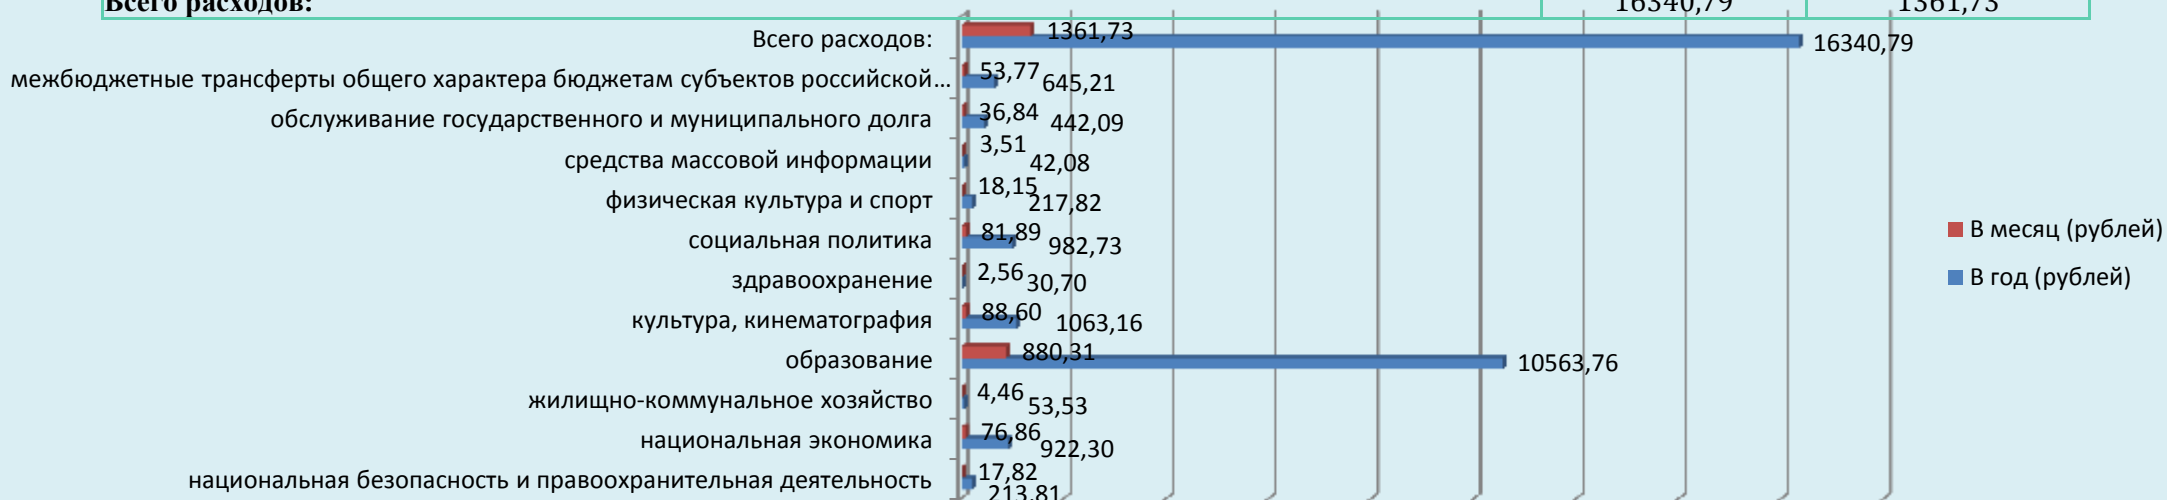 Всего расходов: 16340,79 1361,73
Всего расходов: 1361,73 16340,79
межбюджетные трансферты общего характера бюджетам субъектов российской... 53,77 645,21
обслуживание государственного и муниципального долга 36,84 442,09
средства массовой информации 3,51 42,08
физическая культура и спорт 18,15 217,82
социальная политика 81,89 982,73
здравоохранение 2,56 30,70
культура, кинематография 88,60 1063,16
образование 880,31 10563,76
жилищно-коммунальное хозяйство 4,46 53,53
национальная экономика 76,86 922,30
национальная безопасность и правоохранительная деятельность 17,82 213,81
В месяц (рублей)
В год (рублей)